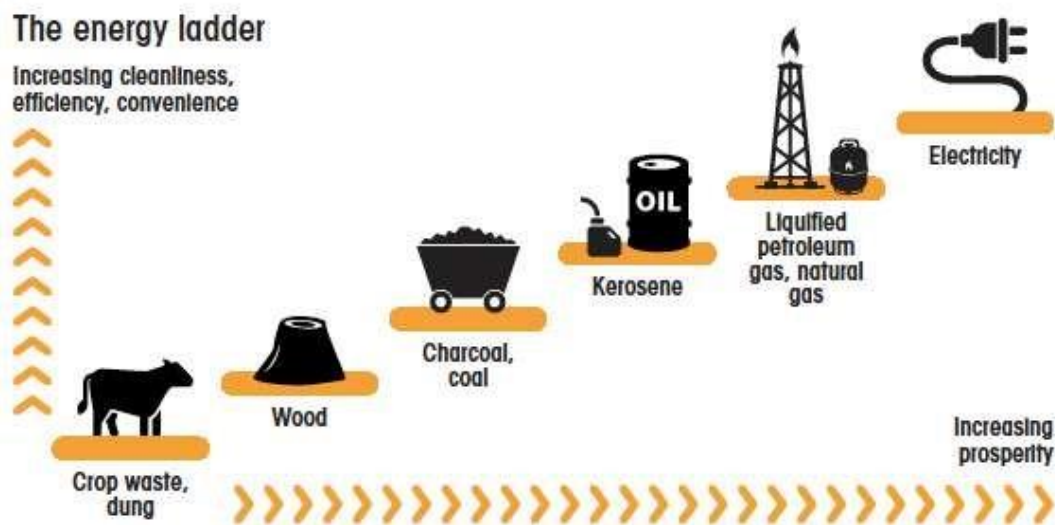 The energy ladder
Increasing cleanliness,
efficiency, convenience
Electricity
OIL
Liquified
petroleum
gas, natural
gas
Kerosene
Charcoal,
coal
Wood
Crop waste,
dung
Increasing
prosperity